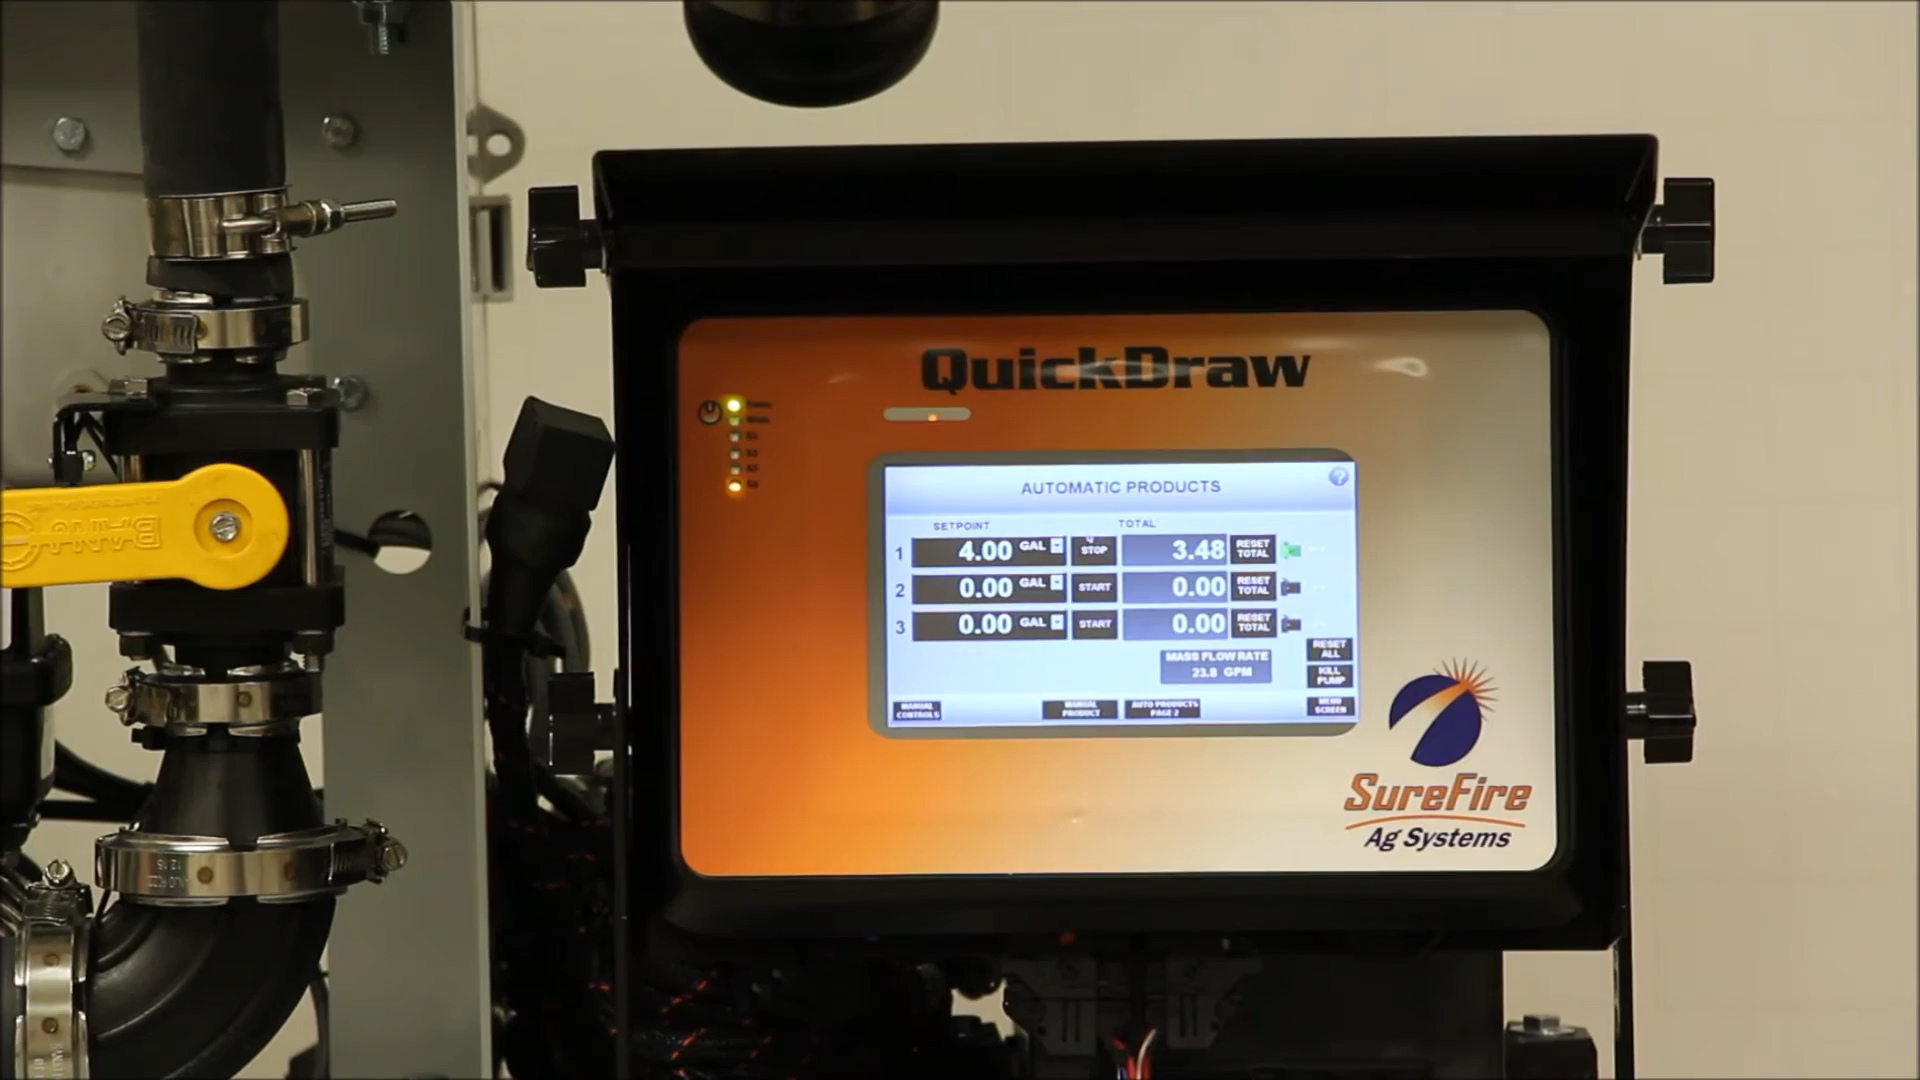 QuickDraw
AUTOMATIC PRODUCTS
?
SETPOINT TOTAL
1 4.00 GAL STOP 3.48 RESET TOTAL
2 0.00 GAL START 0.00 RESET TOTAL
3 0.00 GAL START 0.00 RESET TOTAL
MASS FLOW RATE
23.8 GPM
RESET ALL
KILL PUMP
MANUAL CONTROLS
MANUAL PRODUCT
AUTO PRODUCTS PAGE 2
MENU SCREEN
SureFire
Ag Systems